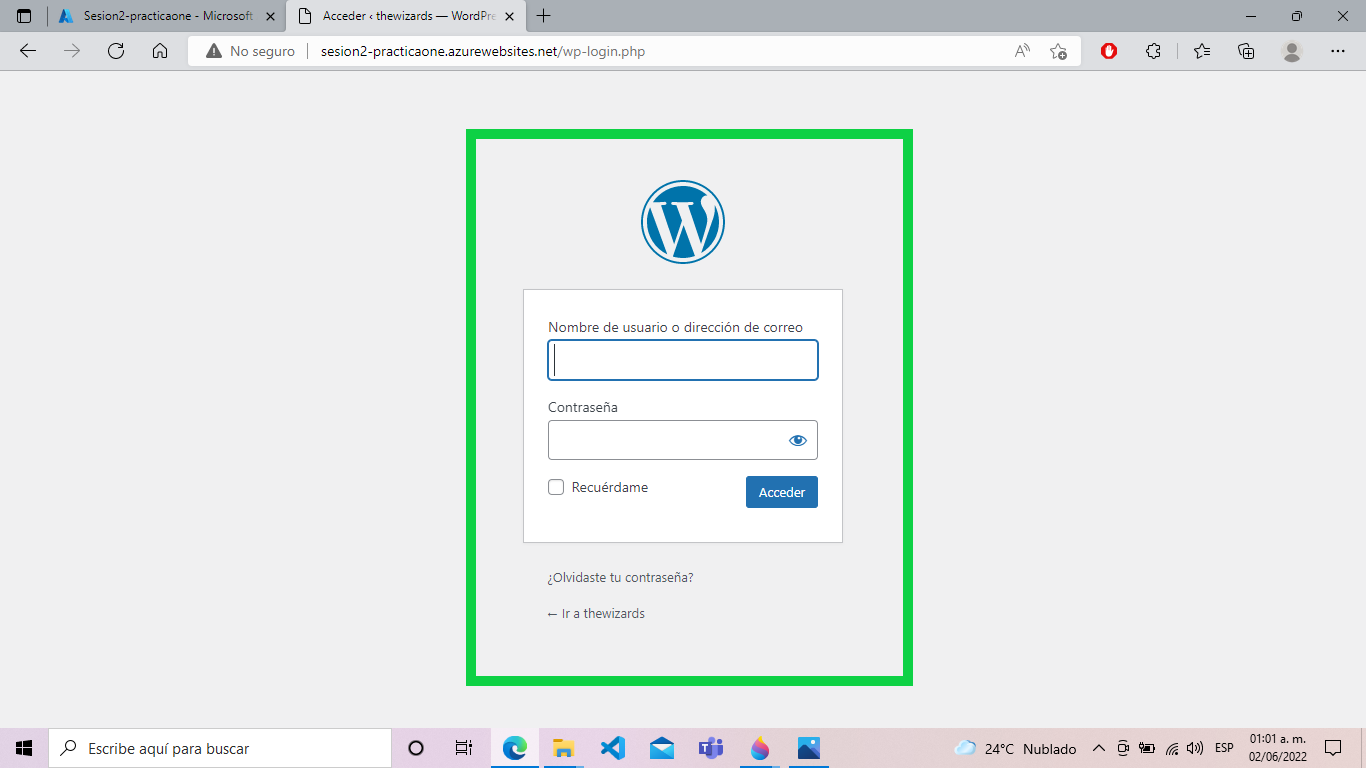 Sesion2-practicaone - Microsoft
Acceder ‹ thewizards — WordPre
No seguro
sesion2-practicaone.azurewebsites.net/wp-login.php
Nombre de usuario o dirección de correo
Contraseña
Recuérdame
Acceder
¿Olvidaste tu contraseña?
← Ir a thewizards
Escribe aquí para buscar
24°C Nublado
ESP
01:01 a. m.
02/06/2022